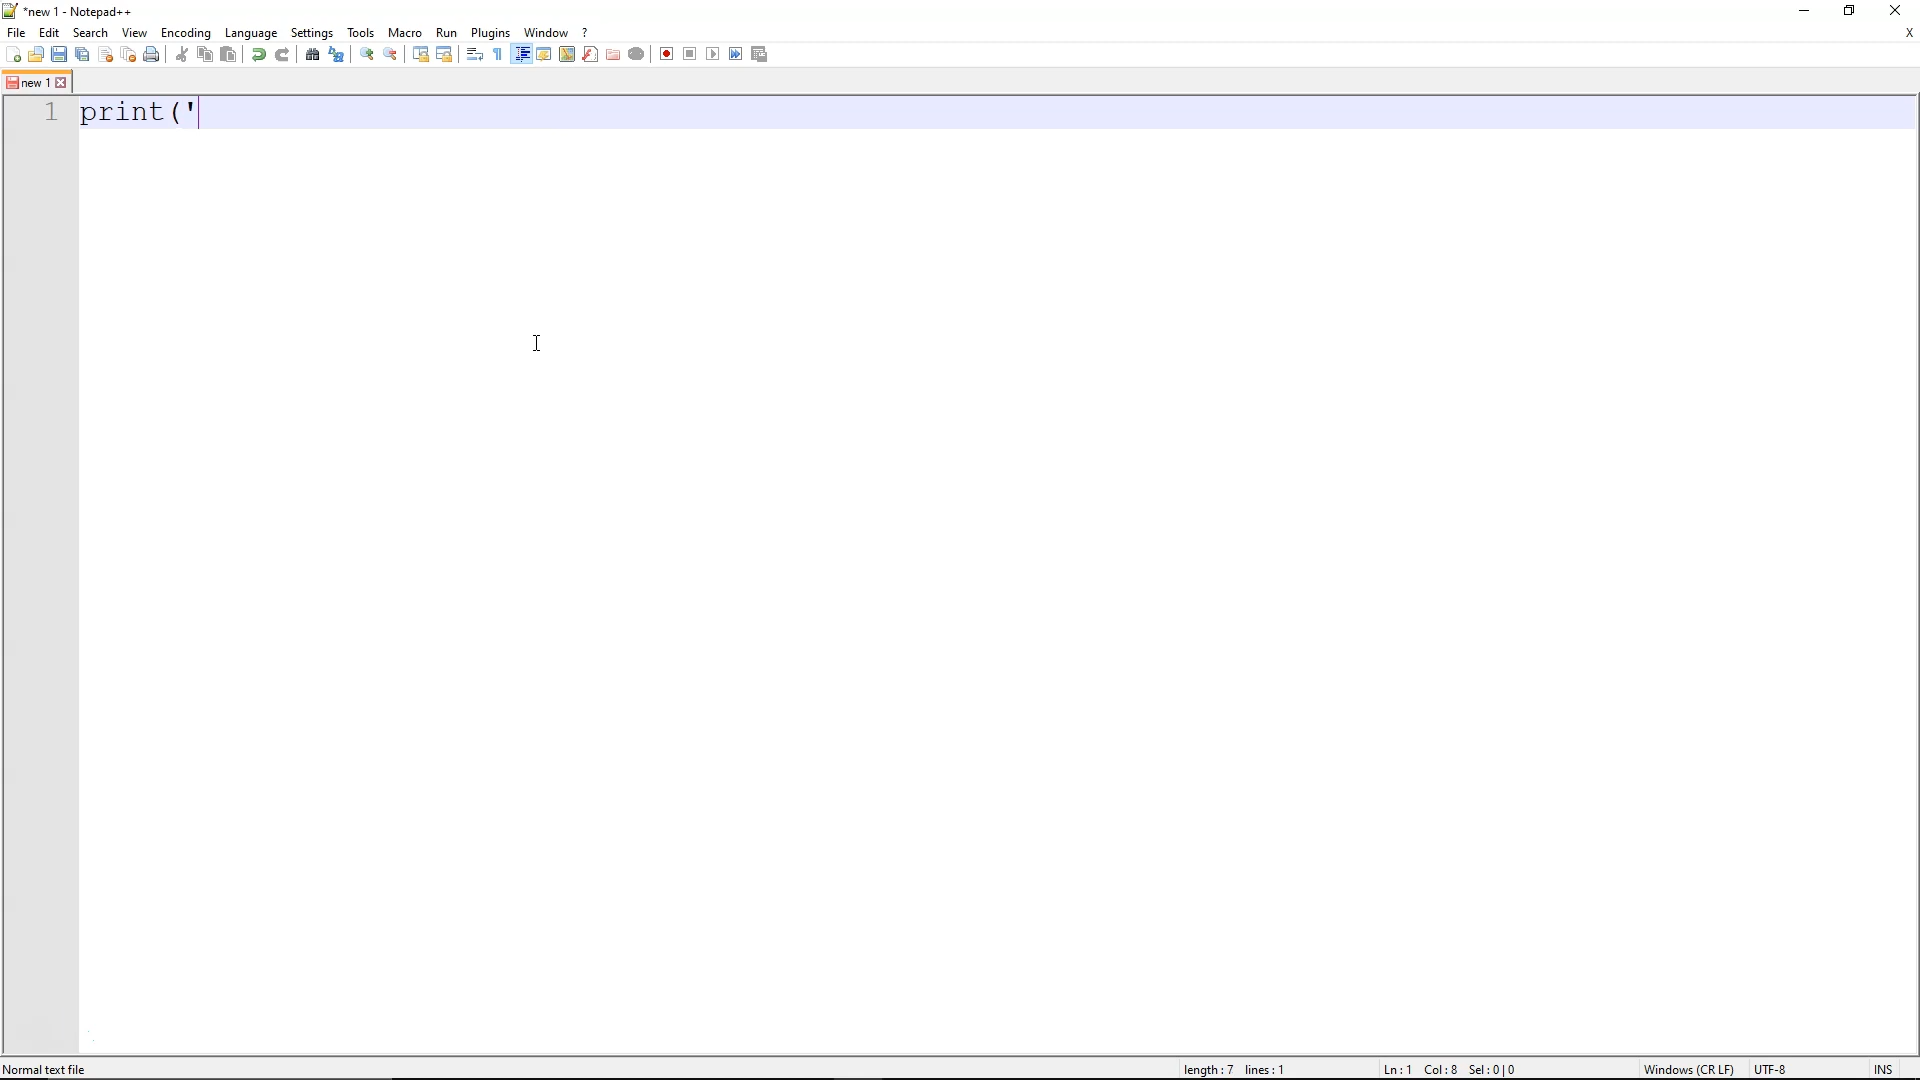 *new 1 - Notepad++
File Edit Search View Encoding Language Settings Tools Macro Run Plugins Window ? X
new 1
1 print('
Normal text file length : 7 lines : 1 Ln : 1 Col : 8 Sel : 0 | 0 Windows (CR LF) UTF-8 INS